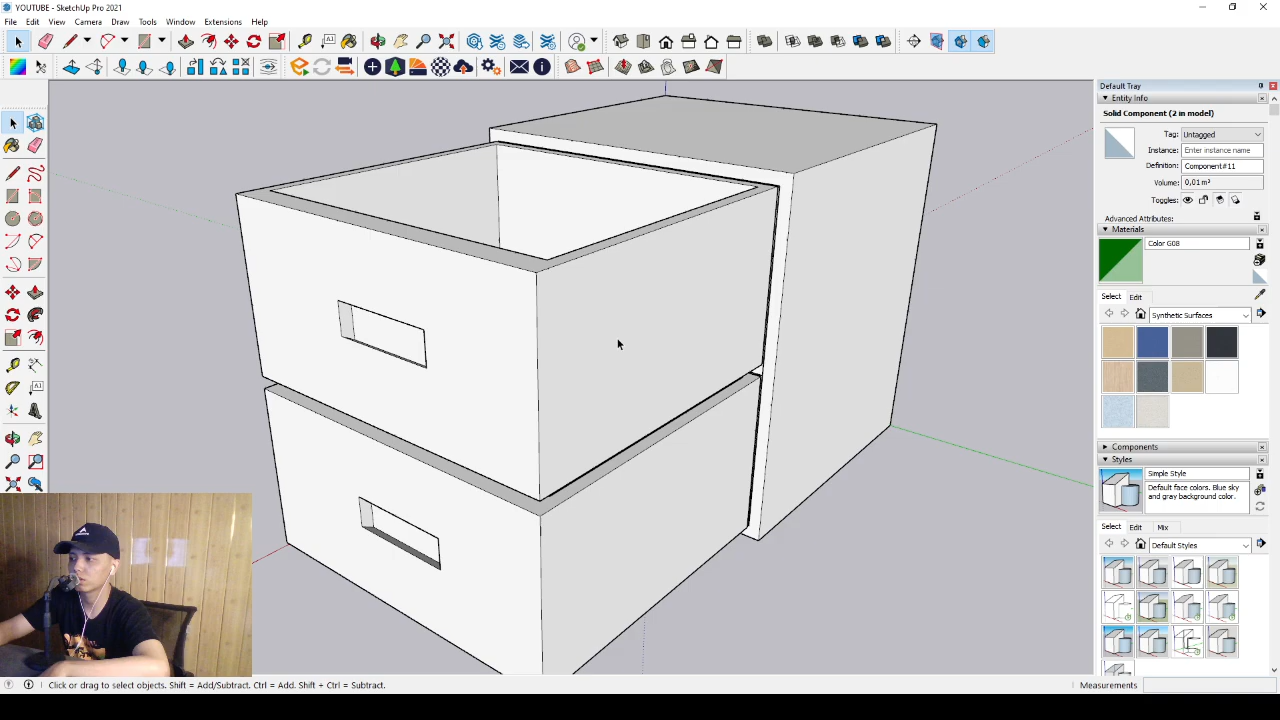 YOUTUBE - SketchUp Pro 2021
File Edit View Camera Draw Tools Window Extensions Help
Default Tray
Entity Info
Solid Component (2 in model)
Tag: Untagged
Instance: Enter instance name
Definition: Component#11
Volume: 0,01 m³
Toggles:
Advanced Attributes:
Materials
Color G08
Select Edit
Synthetic Surfaces
Components
Styles
Simple Style
Default face colors. Blue sky
and gray background color.
Select Edit Mix
Default Styles
Click or drag to select objects. Shift = Add/Subtract. Ctrl = Add. Shift + Ctrl = Subtract.
Measurements